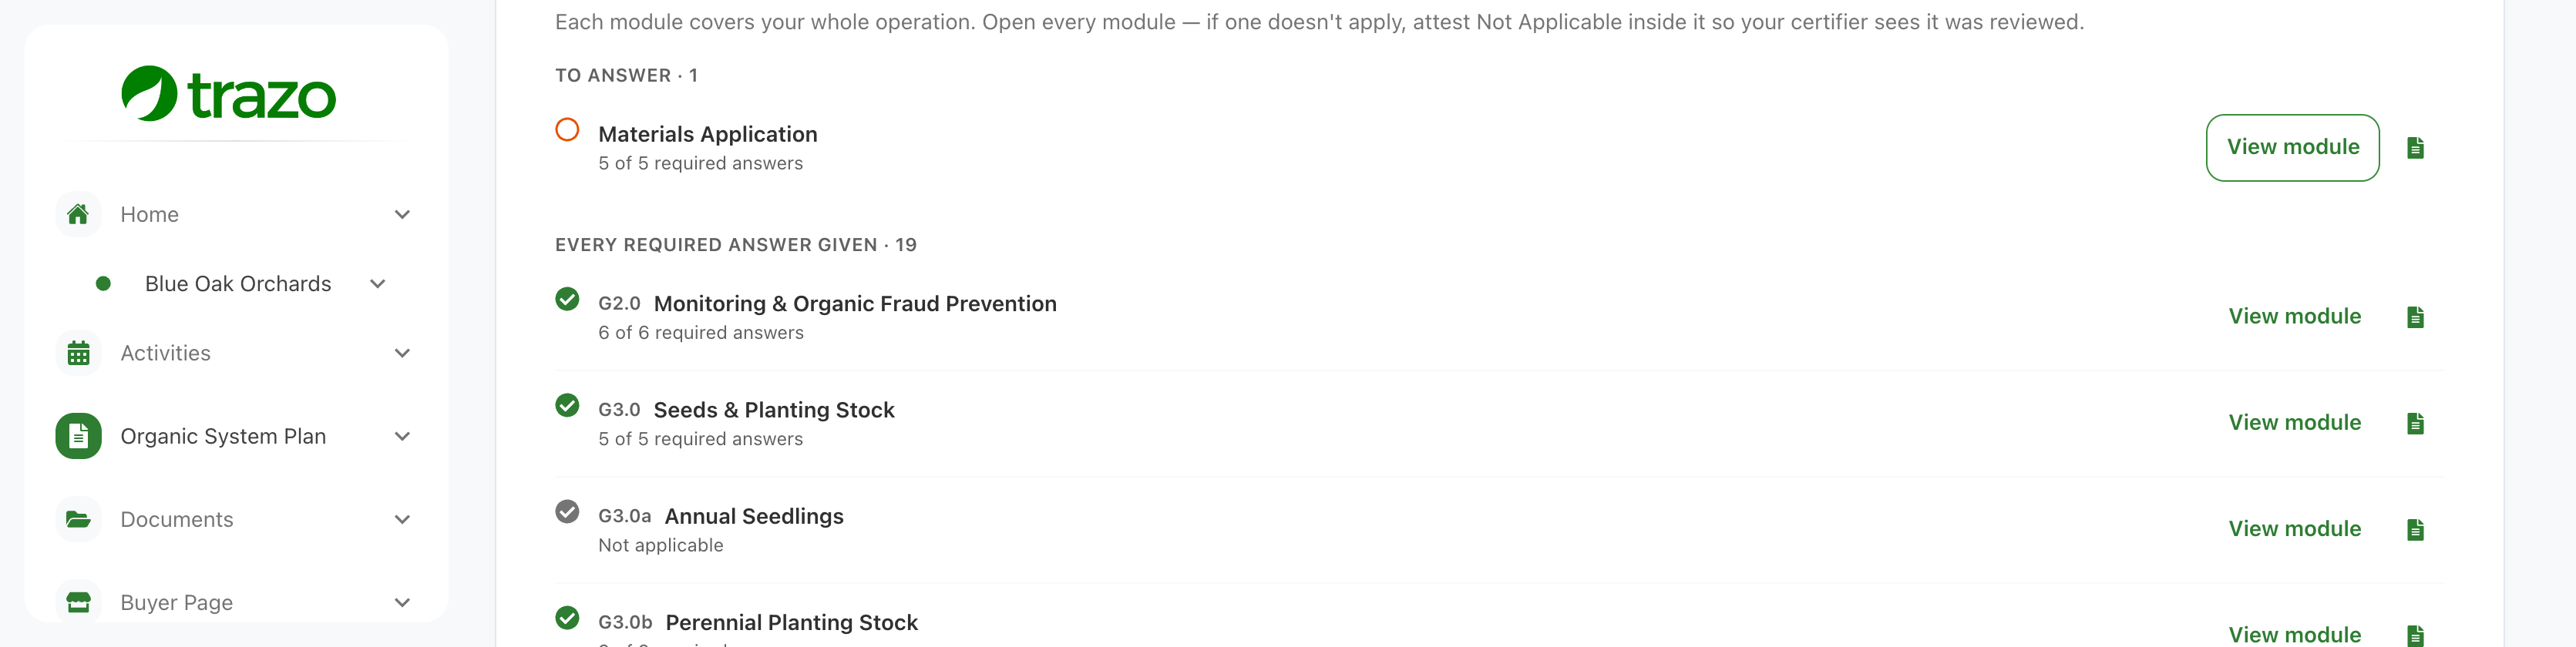 Each module covers your whole operation. Open every module — if one doesn't apply, attest Not Applicable inside it so your certifier sees it was reviewed.
trazo
Home
Blue Oak Orchards
Activities
Organic System Plan
Documents
Buyer Page
TO ANSWER · 1
Materials Application
5 of 5 required answers
View module
EVERY REQUIRED ANSWER GIVEN · 19
G2.0 Monitoring & Organic Fraud Prevention
6 of 6 required answers
View module
G3.0 Seeds & Planting Stock
5 of 5 required answers
View module
G3.0a Annual Seedlings
Not applicable
View module
G3.0b Perennial Planting Stock
View module